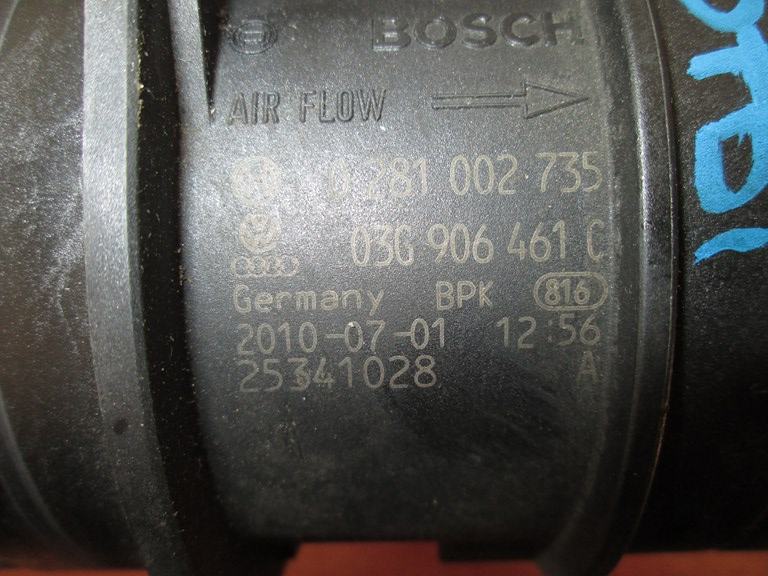 BOSCH
AIR FLOW
0 281 002 735
03G 906 461 C
Germany BPK 816
2010-07-01 12:56
25341028 A